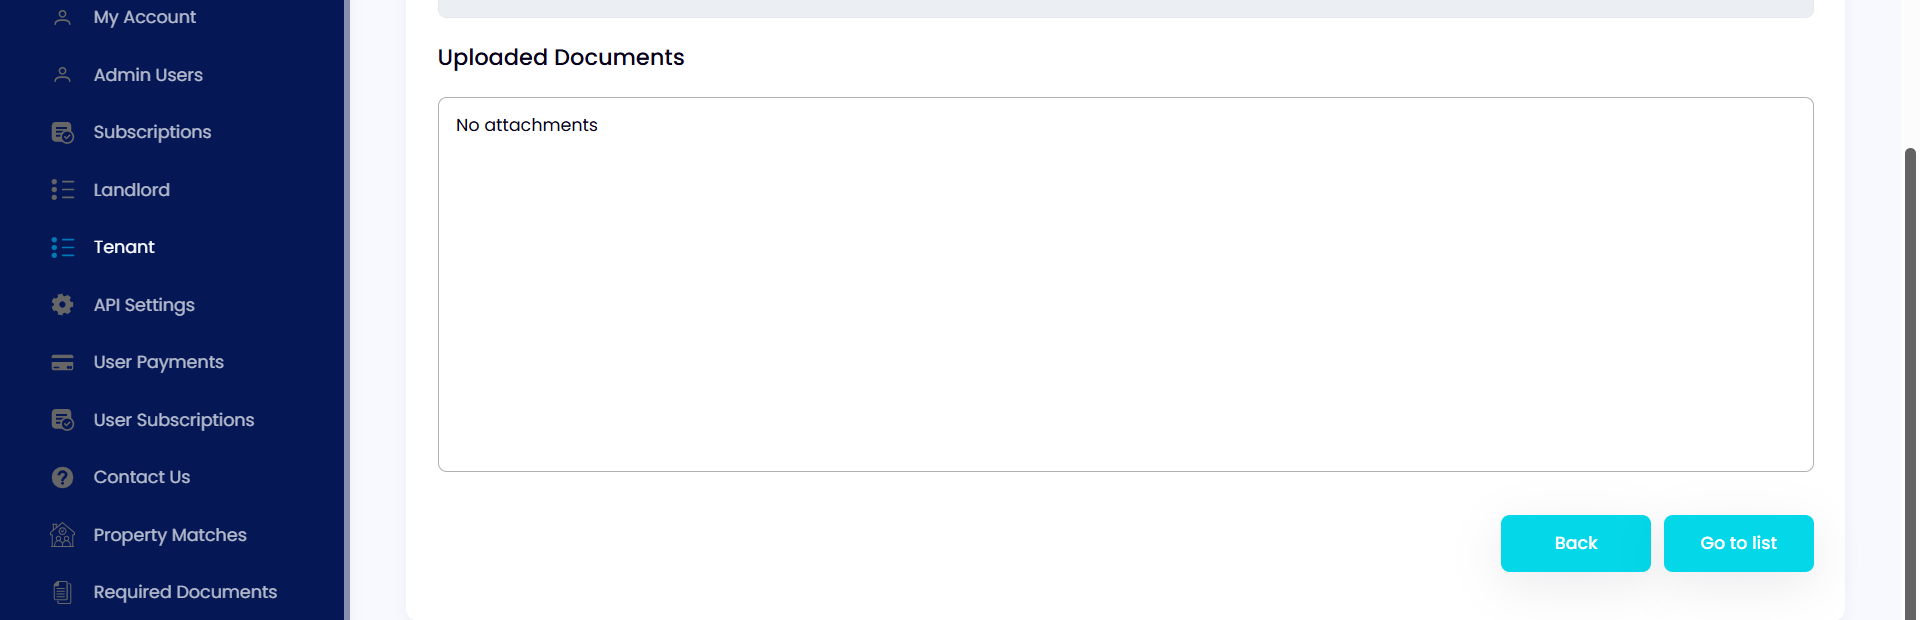 My Account
Admin Users
Subscriptions
Landlord
Tenant
API Settings
User Payments
User Subscriptions
Contact Us
Property Matches
Required Documents
Uploaded Documents
No attachments
Back
Go to list